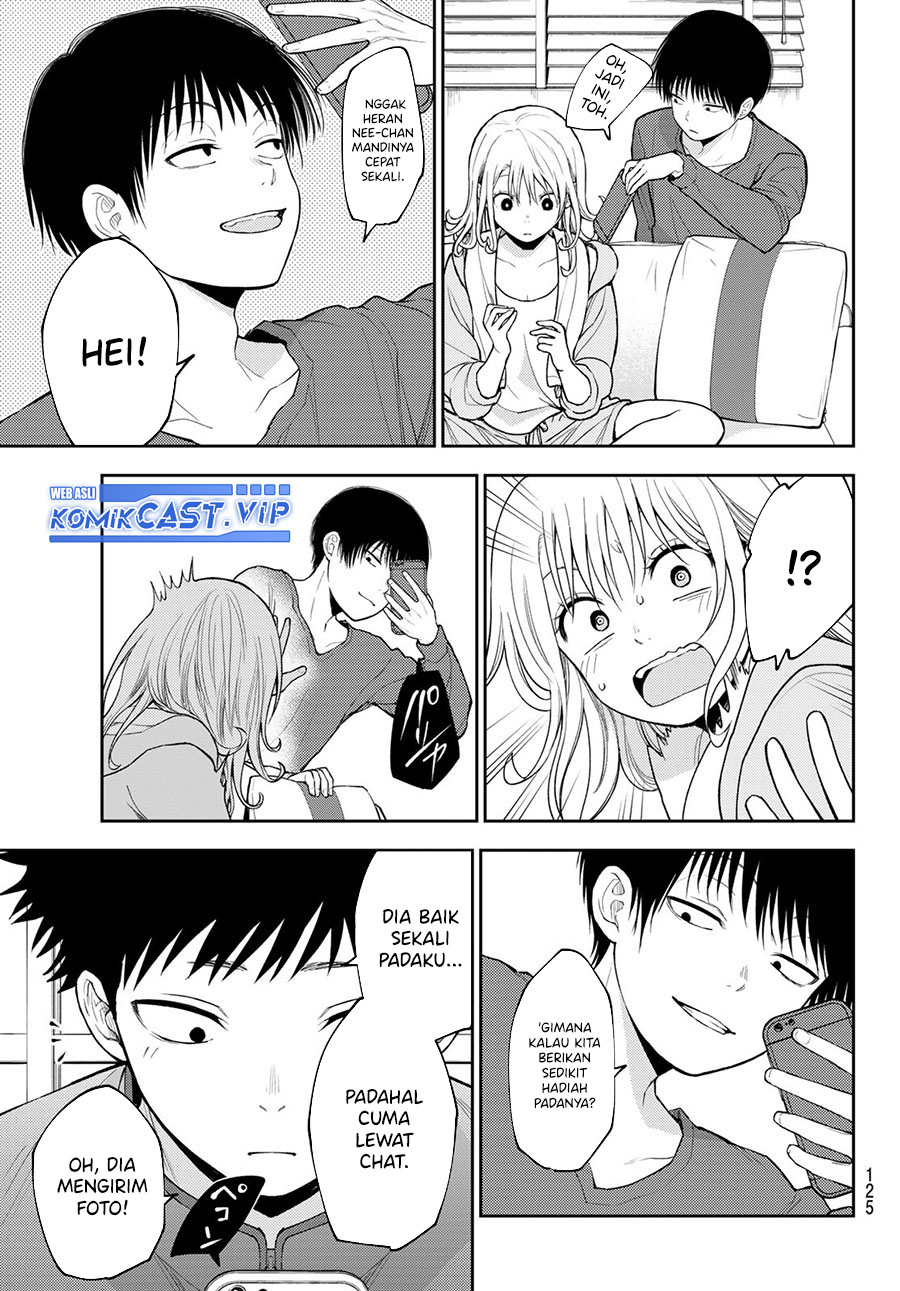 OH,
JADI
INI,
TOH.
NGGAK
HERAN
NEE-CHAN
MANDINYA
CEPAT
SEKALI.
HEI!
!?
WEB ASLI
KOMIKCAST.VIP
パシャ
'GIMANA
KALAU KITA
BERIKAN
SEDIKIT
HADIAH
PADANYA?
DIA BAIK
SEKALI
PADAKU...
PADAHAL
CUMA
LEWAT
CHAT.
OH, DIA
MENGIRIM
FOTO!
ペコン
125